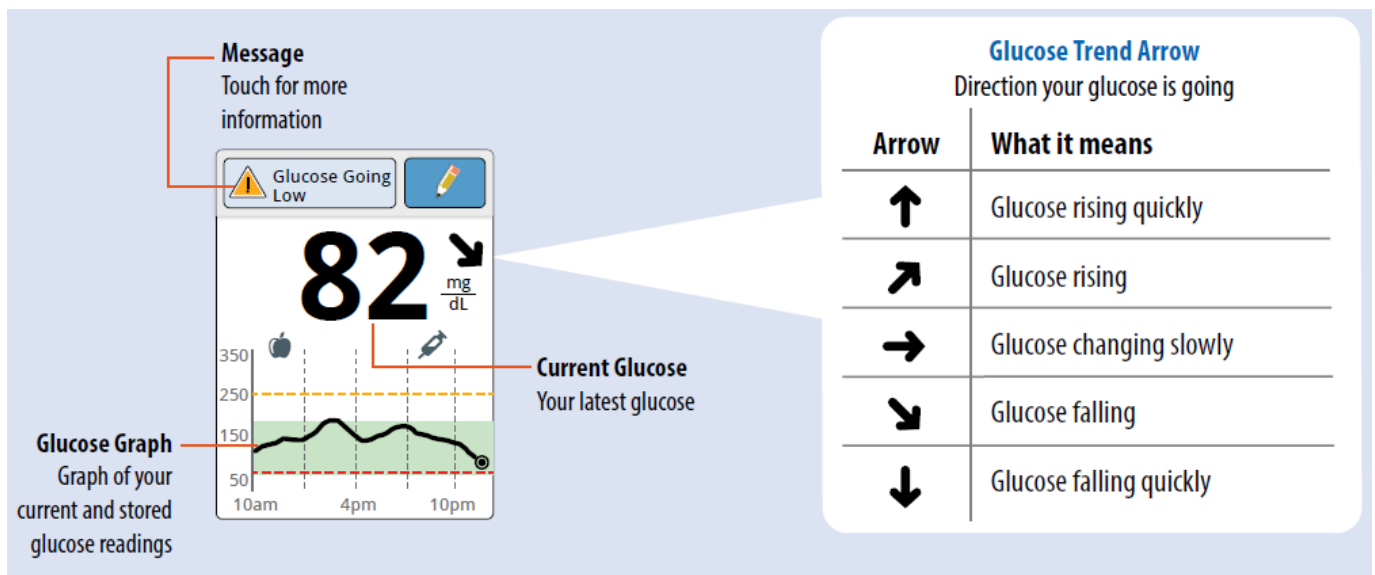 Message
Touch for more
information
Glucose Going
Low
82
mg
dL
350
250
150
50
10am
4pm
10pm
Current Glucose
Your latest glucose
Glucose Graph
Graph of your
current and stored
glucose readings
Glucose Trend Arrow
Direction your glucose is going
Arrow What it means
Glucose rising quickly
Glucose rising
Glucose changing slowly
Glucose falling
Glucose falling quickly